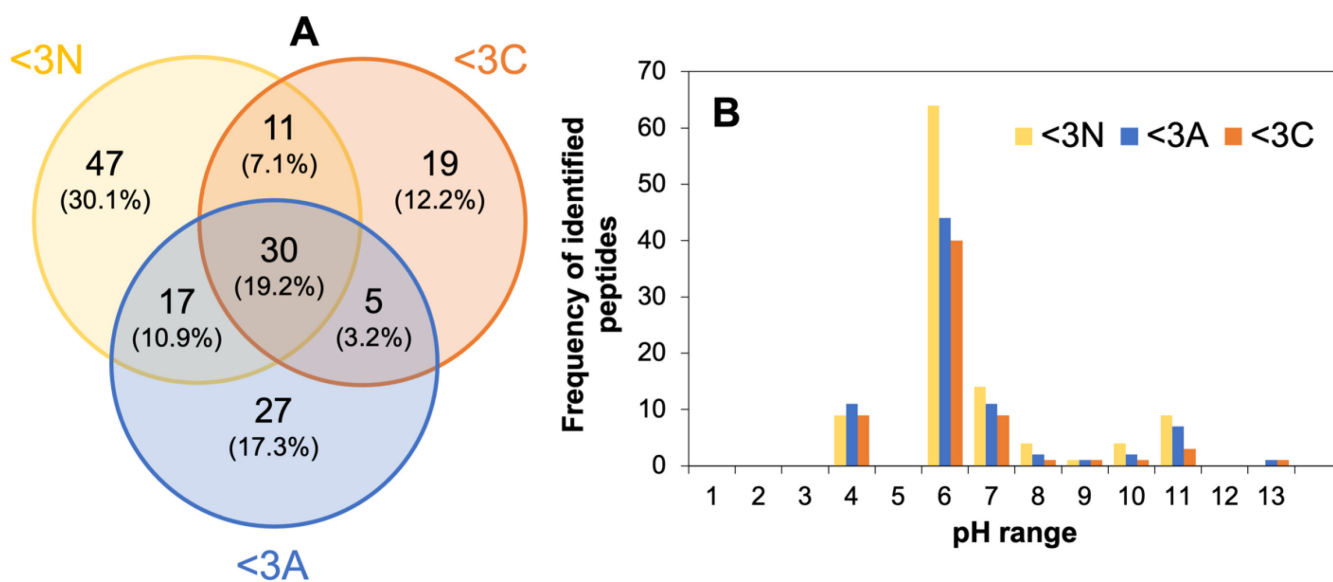 A
<3N
<3C
11
(7.1%)
47
(30.1%)
19
(12.2%)
30
(19.2%)
17
(10.9%)
5
(3.2%)
27
(17.3%)
<3A
B
<3N <3A <3C
Frequency of identified
peptides
70
60
50
40
30
20
10
0
1 2 3 4 5 6 7 8 9 10 11 12 13
pH range